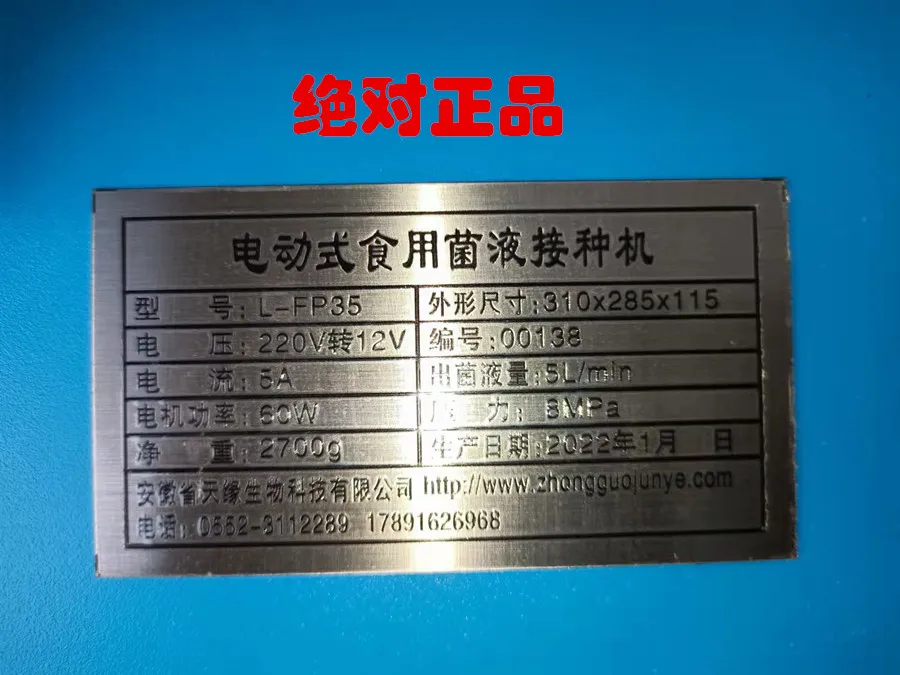 绝对正品
电动式食用菌液接种机
型 号: L-FP35 外形尺寸:310x285x115
电 压: 220V转12V 编号:00138
电 流: 5A 出菌液量:5L/min
电机功率: 60W 压 力: 8MPa
净 重: 2700g 生产日期:2022年1月 日
安徽省天缘生物科技有限公司 http://www.zhongguojunye.com
电话: 0552-3112289 17891626968